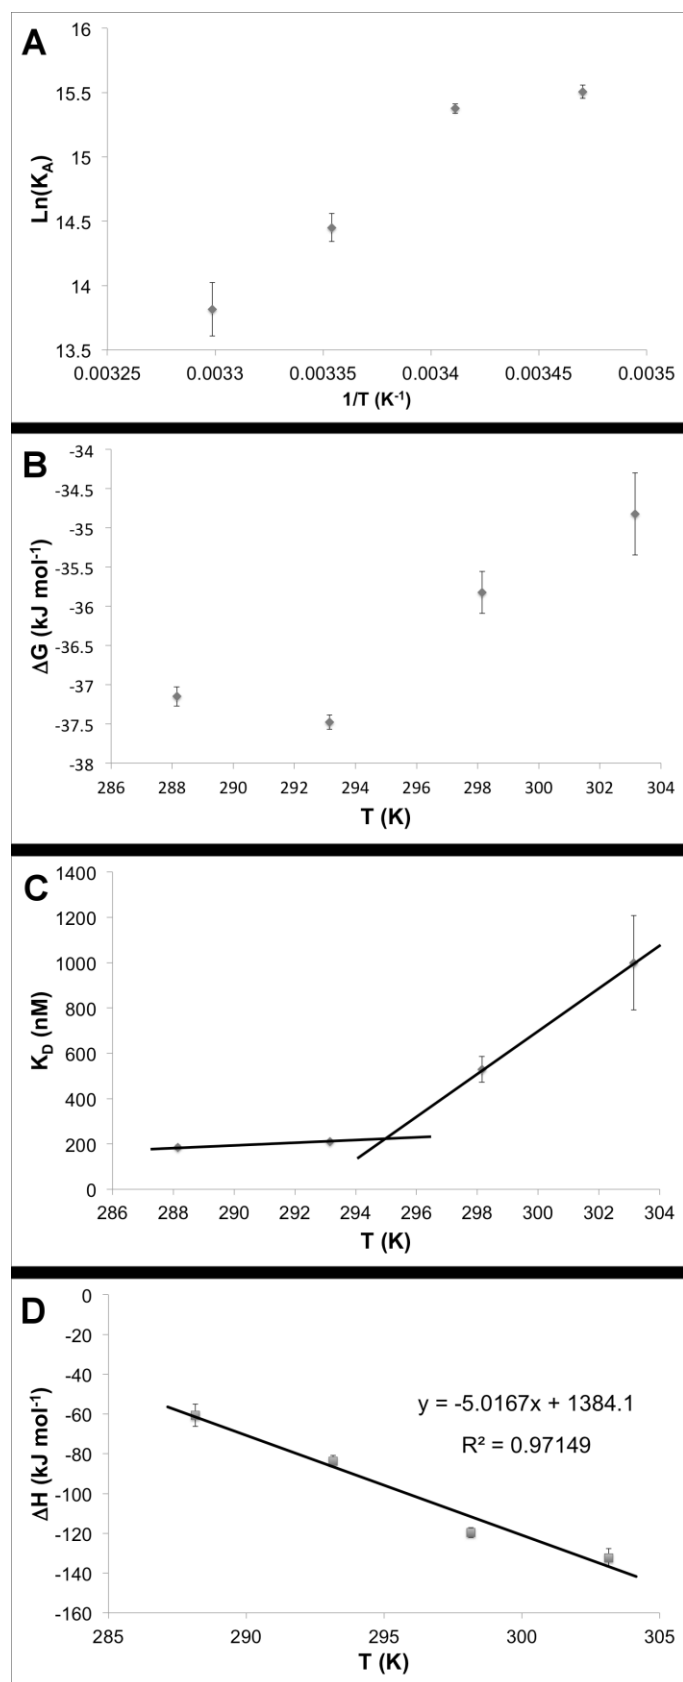 A
16
15.5
15
14.5
14
13.5
Ln(K_A)
0.00325 0.0033 0.00335 0.0034 0.00345 0.0035
1/T (K⁻¹)
B
-34
-34.5
-35
-35.5
-36
-36.5
-37
-37.5
-38
ΔG (kJ mol⁻¹)
286 288 290 292 294 296 298 300 302 304
T (K)
C
1400
1200
1000
800
600
400
200
0
K_D (nM)
286 288 290 292 294 296 298 300 302 304
T (K)
D
0
-20
-40
-60
-80
-100
-120
-140
-160
ΔH (kJ mol⁻¹)
y = -5.0167x + 1384.1
R² = 0.97149
285 290 295 300 305
T (K)